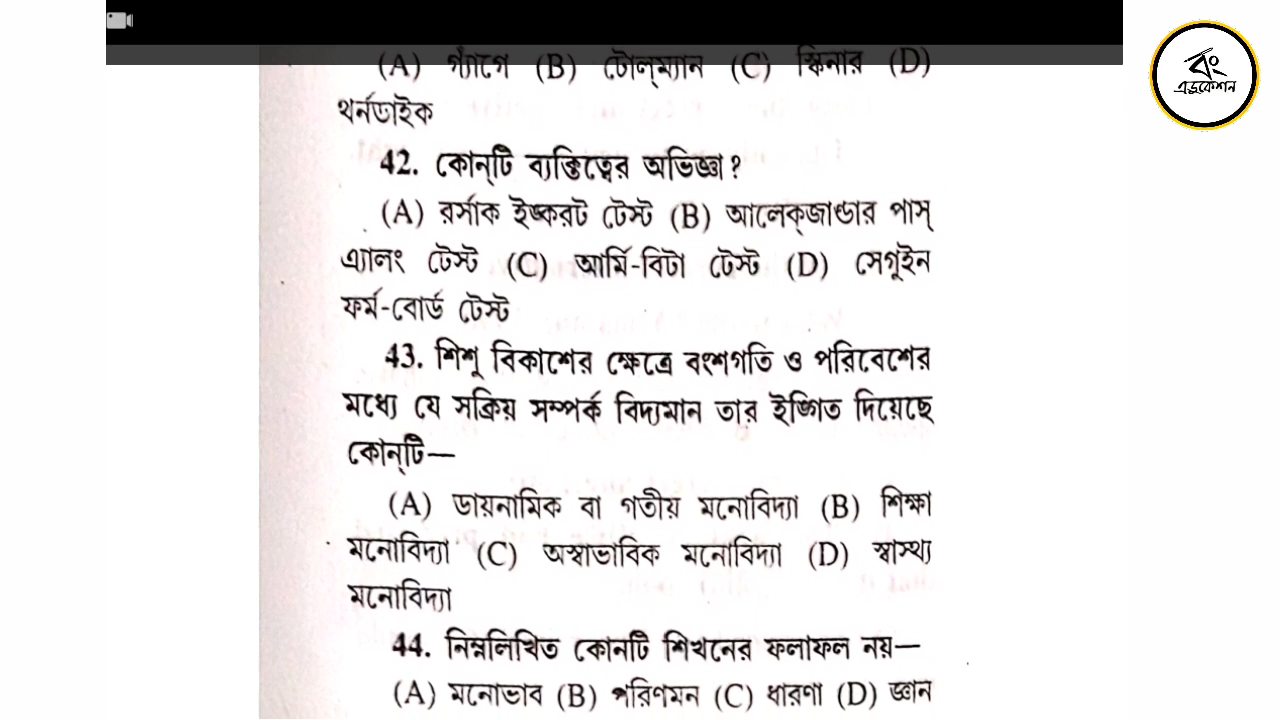 (A) গ্যাগে (B) টোল্‌ম্যান (C) স্কিনার (D)
থর্নডাইক
42. কোন্‌টি ব্যক্তিত্বের অভিজ্ঞা?
(A) রর্সাক ইঙ্করট টেস্ট (B) আলেক্‌জাণ্ডার পাস্
এ্যালং টেস্ট (C) আর্মি-বিটা টেস্ট (D) সেগুইন
ফর্ম-বোর্ড টেস্ট
43. শিশু বিকাশের ক্ষেত্রে বংশগতি ও পরিবেশের
মধ্যে যে সক্রিয় সম্পর্ক বিদ্যমান তার ইঙ্গিত দিয়েছে
কোন্‌টি—
(A) ডায়নামিক বা গতীয় মনোবিদ্যা (B) শিক্ষা
মনোবিদ্যা (C) অস্বাভাবিক মনোবিদ্যা (D) স্বাস্থ্য
মনোবিদ্যা
44. নিম্নলিখিত কোনটি শিখনের ফলাফল নয়—
(A) মনোভাব (B) পরিণমন (C) ধারণা (D) জ্ঞান
বং
এডুকেশন